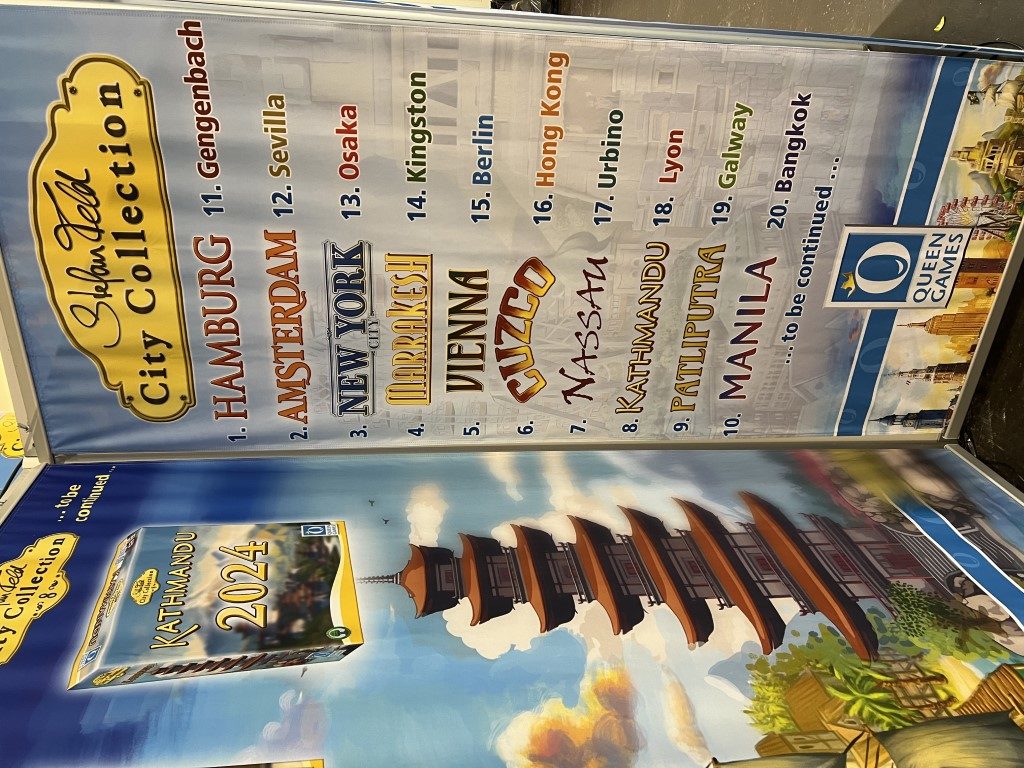 Stefan Feld
City Collection
1. HAMBURG
2. AMSTERDAM
3. NEW YORK
CITY
4. MARRAKESH
5. VIENNA
6. CUZCO
7. NASSAU
8. KATHMANDU
9. PATLIPUTRA
10. MANILA
11. Gengenbach
12. Sevilla
13. Osaka
14. Kingston
15. Berlin
16. Hong Kong
17. Urbino
18. Lyon
19. Galway
20. Bangkok
... to be continued ...
QUEEN
GAMES
... to be
continued ...
Feld
Collection
8
KATHMANDU
2024